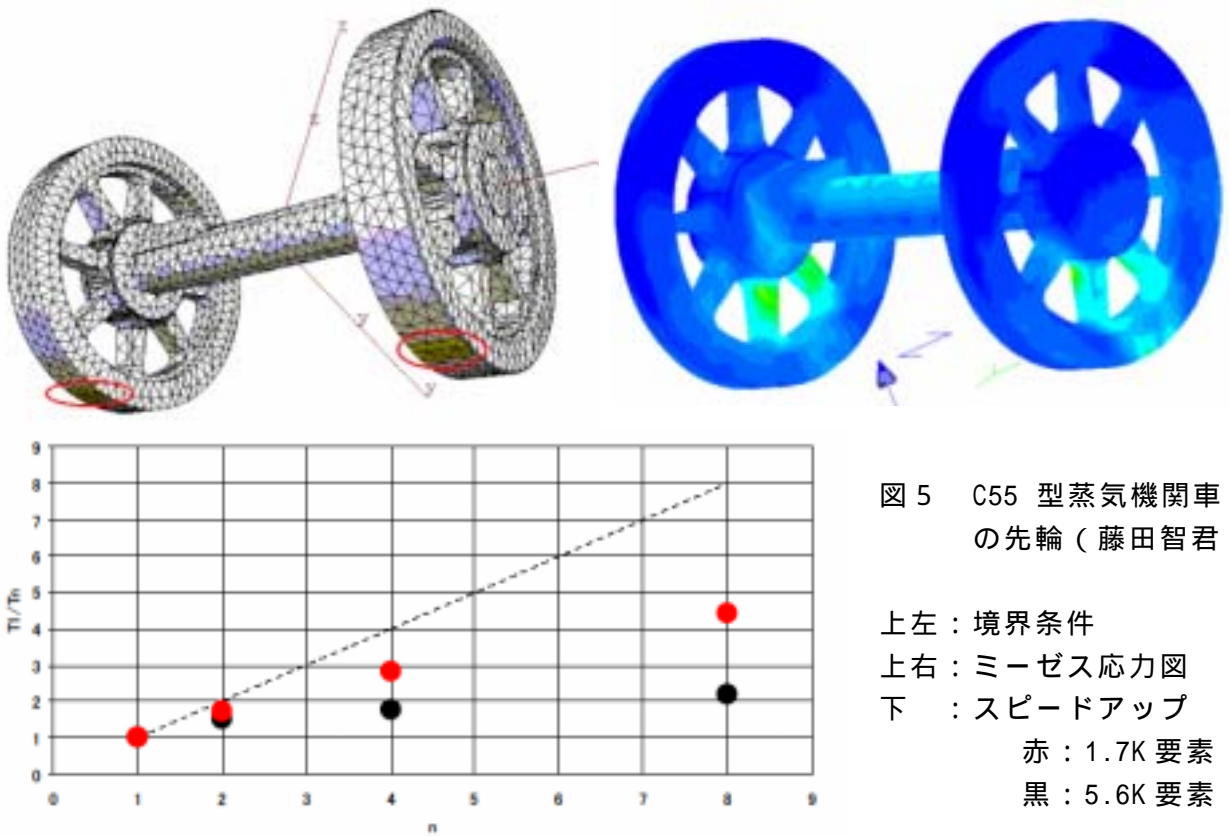 z
z
y
y
Z
Y
9
8
7
6
5
4
3
2
1
0
T1/Tn
0 1 2 3 4 5 6 7 8 9
n
図5 C55 型蒸気機関車
の先輪（藤田智君
上左：境界条件
上右：ミーゼス応力図
下 ：スピードアップ
赤：1.7K 要素
黒：5.6K 要素